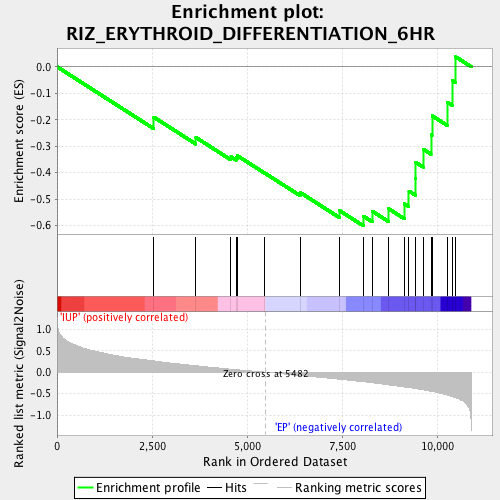 Enrichment plot:
RIZ_ERYTHROID_DIFFERENTIATION_6HR
Enrichment score (ES)
0.0
-0.1
-0.2
-0.3
-0.4
-0.5
-0.6
Ranked list metric (Signal2Noise)
'IUP' (positively correlated)
1.0
0.5
0.0
-0.5
-1.0
Zero cross at 5482
'EP' (negatively correlated)
0
2,500
5,000
7,500
10,000
Rank in Ordered Dataset
Enrichment profile
Hits
Ranking metric scores